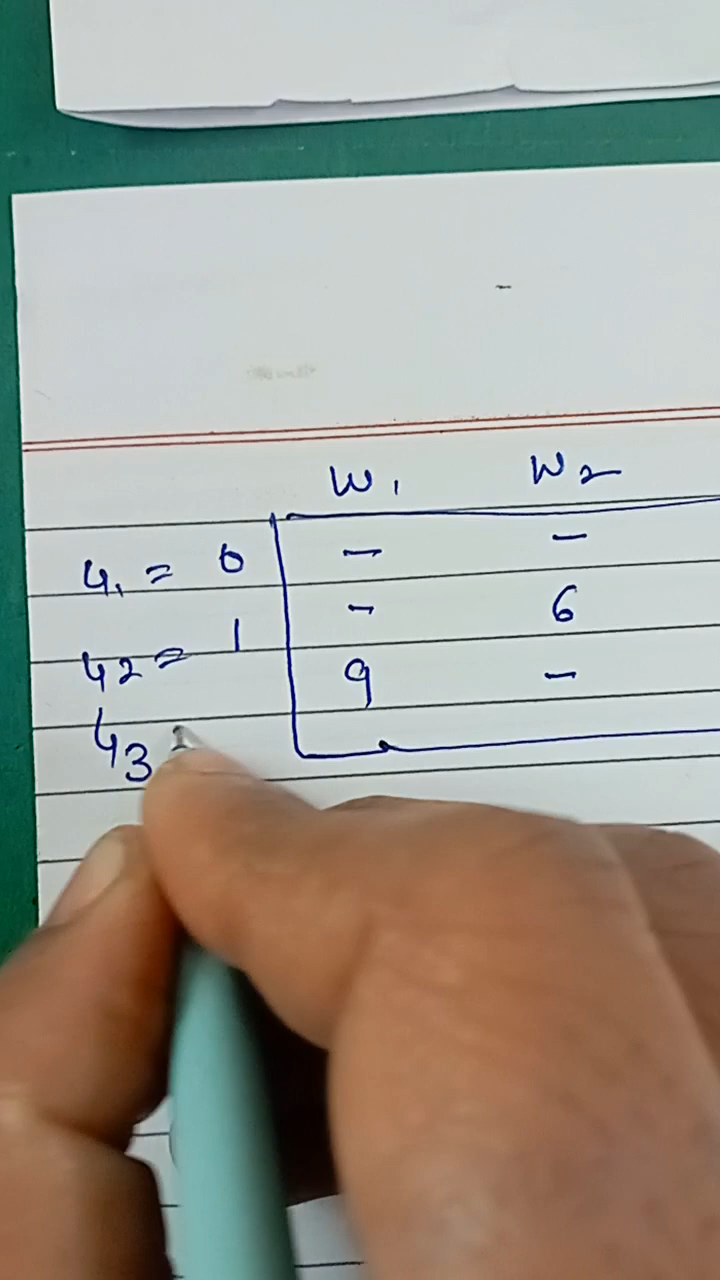 W₁ W₂
u₁ = 0 - -
u₂ = 1 - 6
u₃ 9 -